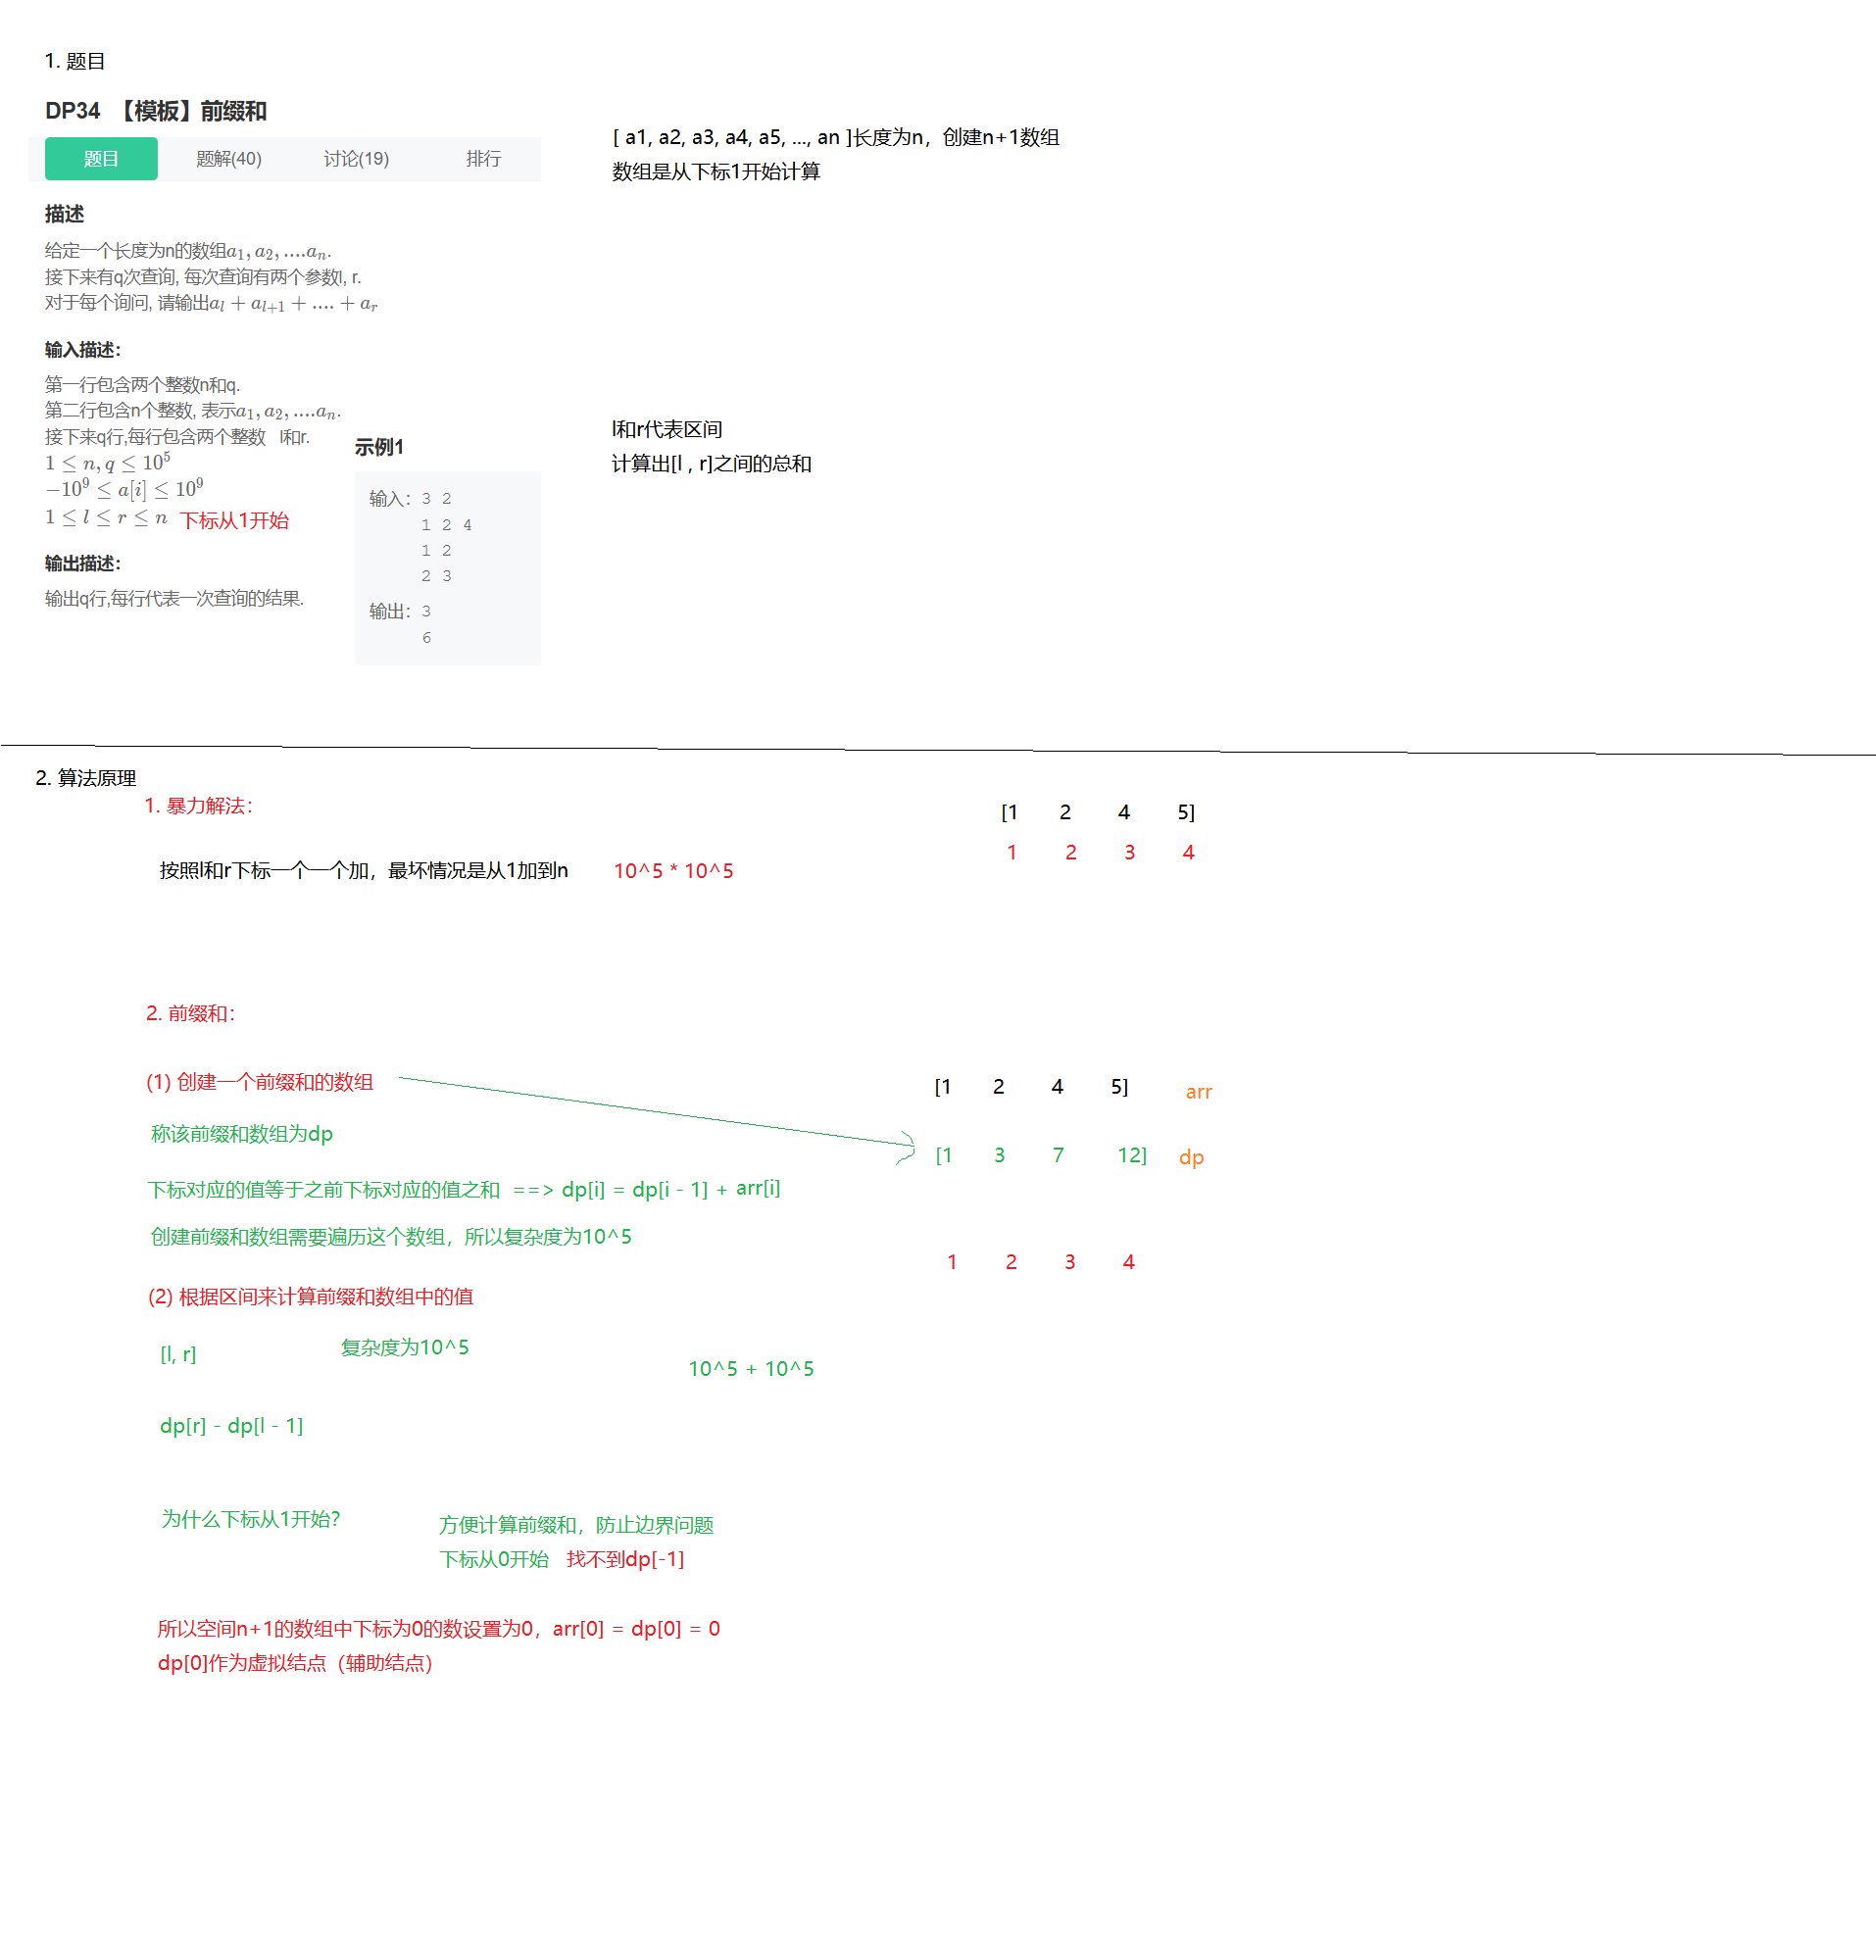 1. 题目
DP34 【模板】前缀和
题目 题解(40) 讨论(19) 排行
[ a1, a2, a3, a4, a5, ..., an ]长度为n，创建n+1数组
数组是从下标1开始计算
描述
给定一个长度为n的数组a₁, a₂, ....aₙ.
接下来有q次查询, 每次查询有两个参数l, r.
对于每个询问, 请输出aₗ + aₗ₊₁ + .... + aᵣ
输入描述：
第一行包含两个整数n和q.
第二行包含n个整数, 表示a₁, a₂, ....aₙ.
接下来q行,每行包含两个整数 l和r.
1 ≤ n, q ≤ 10⁵
−10⁹ ≤ a[i] ≤ 10⁹
1 ≤ l ≤ r ≤ n 下标从1开始
输出描述：
输出q行,每行代表一次查询的结果.
示例1
输入：3 2
1 2 4
1 2
2 3
输出：3
6
l和r代表区间
计算出[l , r]之间的总和
2. 算法原理
1. 暴力解法：
按照l和r下标一个一个加，最坏情况是从1加到n 10^5 * 10^5
[1 2 4 5]
1 2 3 4
2. 前缀和：
(1) 创建一个前缀和的数组
称该前缀和数组为dp
下标对应的值等于之前下标对应的值之和 ==> dp[i] = dp[i - 1] + arr[i]
创建前缀和数组需要遍历这个数组，所以复杂度为10^5
[1 2 4 5] arr
[1 3 7 12] dp
1 2 3 4
(2) 根据区间来计算前缀和数组中的值
[l, r] 复杂度为10^5
10^5 + 10^5
dp[r] - dp[l - 1]
为什么下标从1开始?
方便计算前缀和，防止边界问题
下标从0开始 找不到dp[-1]
所以空间n+1的数组中下标为0的数设置为0，arr[0] = dp[0] = 0
dp[0]作为虚拟结点（辅助结点）